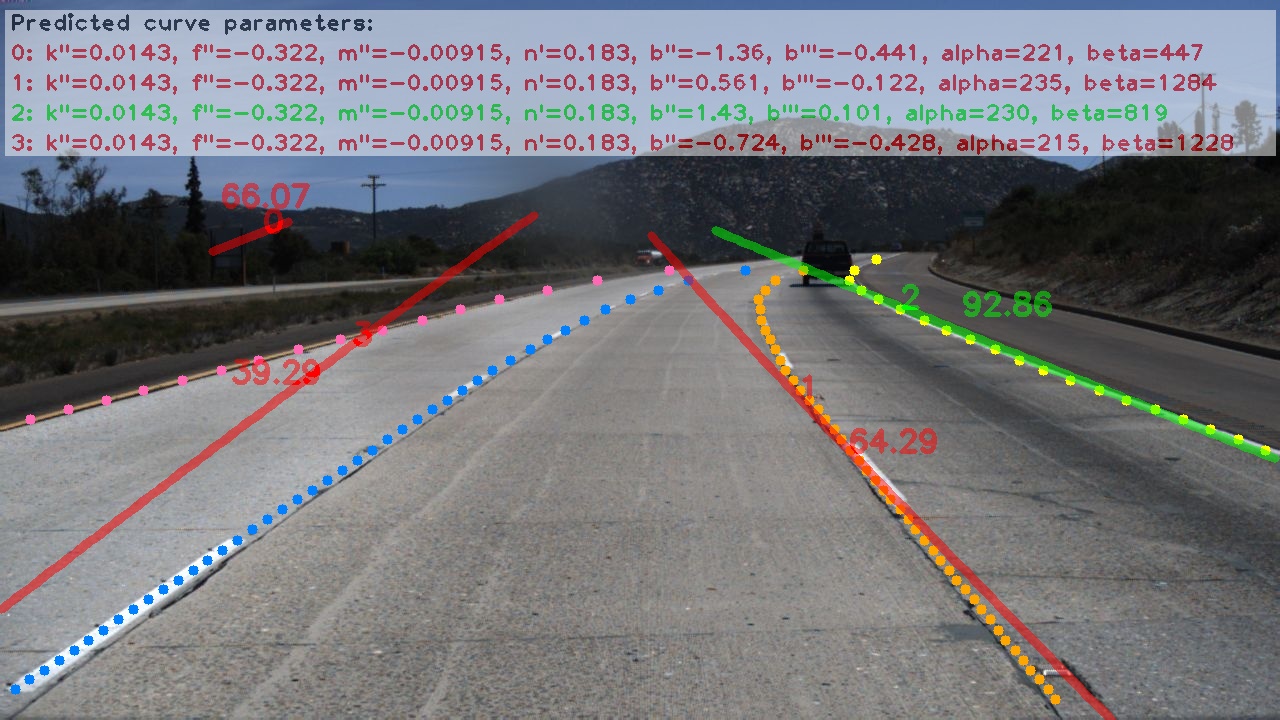 Predicted curve parameters:
0: k''=0.0143, f''=−0.322, m''=−0.00915, n'=0.183, b''=−1.36, b'''=−0.441, alpha=221, beta=447
1: k''=0.0143, f''=−0.322, m''=−0.00915, n'=0.183, b''=0.561, b'''=−0.122, alpha=235, beta=1284
2: k''=0.0143, f''=−0.322, m''=−0.00915, n'=0.183, b''=1.43, b'''=0.101, alpha=230, beta=819
3: k''=0.0143, f''=−0.322, m''=−0.00915, n'=0.183, b''=−0.724, b'''=−0.428, alpha=215, beta=1228
66.07
0
2 92.86
3
39.29
1
64.29